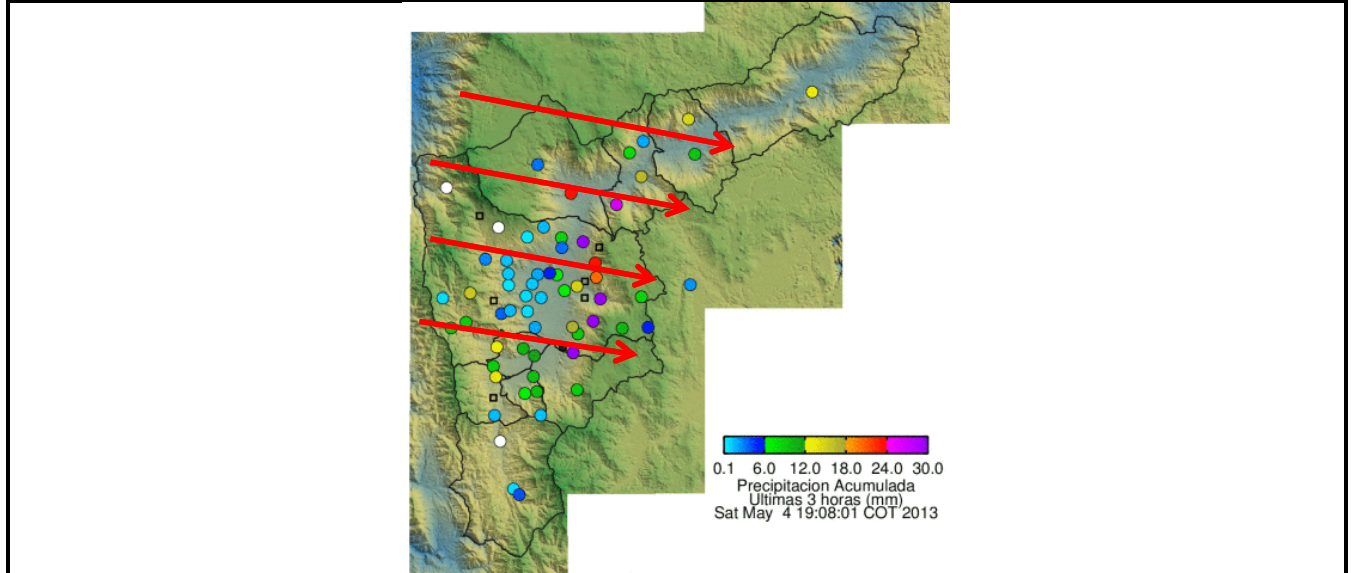 0.1 6.0 12.0 18.0 24.0 30.0
Precipitacion Acumulada
Ultimas 3 horas (mm)
Sat May 4 19:08:01 COT 2013